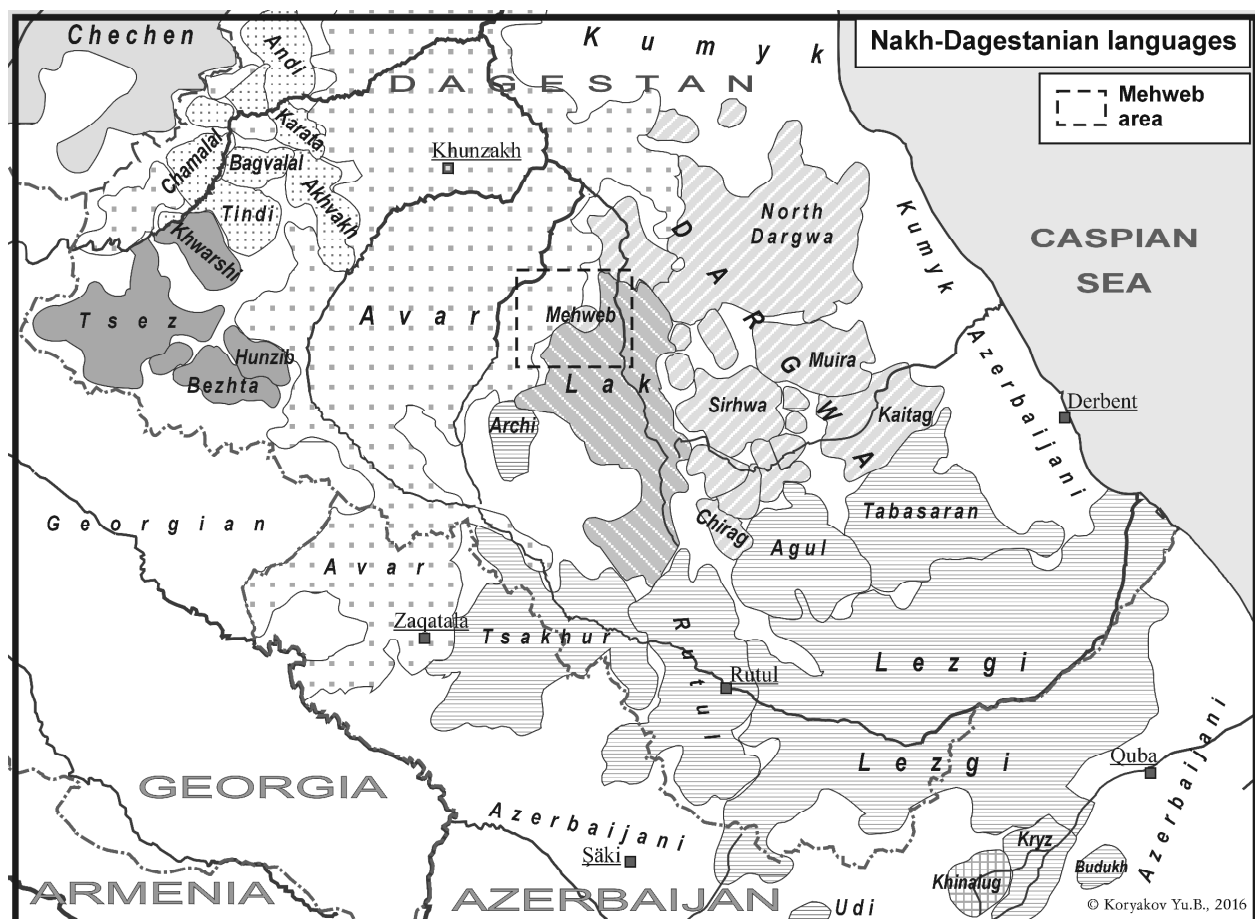 Nakh-Dagestanian languages
Mehweb
area
Chechen
Andi
Kumyk
DAGESTAN
Karata
Khunzakh
Chamalal
Bagvalal
Akhvakh
Tindi
Khwarshi
North
Dargwa
DARGWA
Kumyk
CASPIAN
SEA
Tsez
Avar
Mehweb
Hunzib
Bezhta
Lak
Muira
Sirhwa
Kaitag
Azerbaijani
Derbent
Archi
Georgian
Chirag
Agul
Tabasaran
Avar
Zaqatala
Tsakhur
Rutul
Rutul
Lezgi
Lezgi
Quba
Azerbaijani
GEORGIA
Azerbaijani
Şäki
Kryz
Budukh
Khinalug
ARMENIA
AZERBAIJAN
Udi
© Koryakov Yu.B., 2016